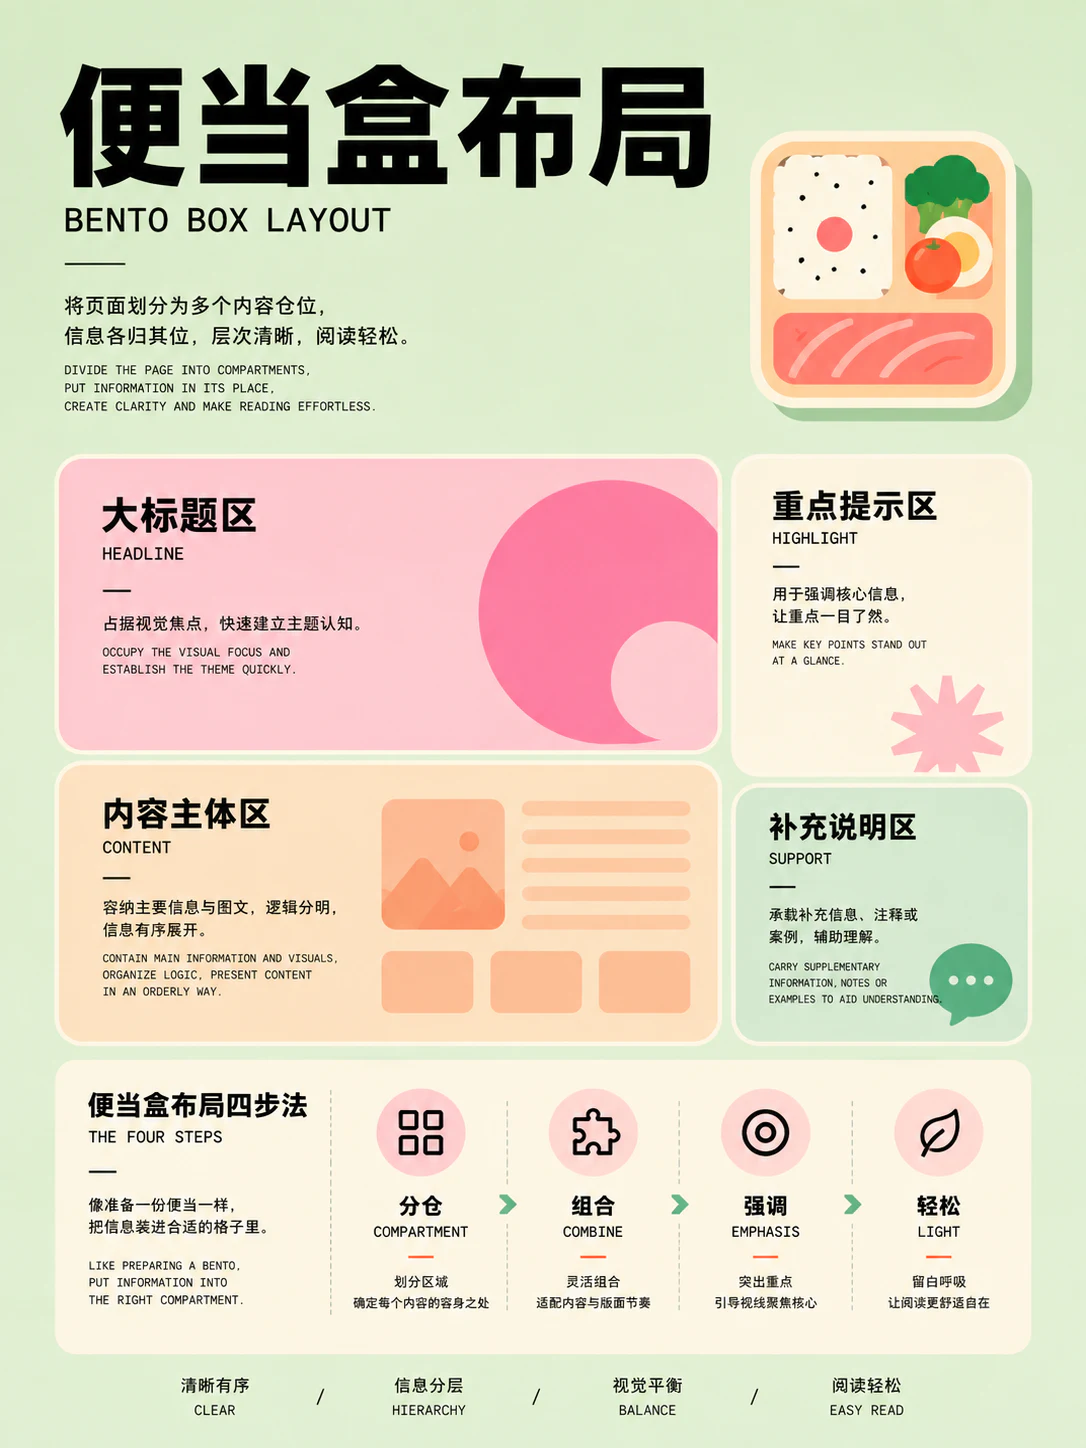 便当盒布局
BENTO BOX LAYOUT
将页面划分为多个内容仓位，
信息各归其位，层次清晰，阅读轻松。
DIVIDE THE PAGE INTO COMPARTMENTS,
PUT INFORMATION IN ITS PLACE,
CREATE CLARITY AND MAKE READING EFFORTLESS.
大标题区
HEADLINE
占据视觉焦点，快速建立主题认知。
OCCUPY THE VISUAL FOCUS AND
ESTABLISH THE THEME QUICKLY.
重点提示区
HIGHLIGHT
用于强调核心信息，
让重点一目了然。
MAKE KEY POINTS STAND OUT
AT A GLANCE.
内容主体区
CONTENT
容纳主要信息与图文，逻辑分明，
信息有序展开。
CONTAIN MAIN INFORMATION AND VISUALS,
ORGANIZE LOGIC, PRESENT CONTENT
IN AN ORDERLY WAY.
补充说明区
SUPPORT
承载补充信息、注释或
案例，辅助理解。
CARRY SUPPLEMENTARY
INFORMATION, NOTES OR
EXAMPLES TO AID UNDERSTANDING.
便当盒布局四步法
THE FOUR STEPS
像准备一份便当一样，
把信息装进合适的格子里。
LIKE PREPARING A BENTO,
PUT INFORMATION INTO
THE RIGHT COMPARTMENT.
分仓
COMPARTMENT
划分区域
确定每个内容的容身之处
组合
COMBINE
灵活组合
适配内容与版面节奏
强调
EMPHASIS
突出重点
引导视线聚焦核心
轻松
LIGHT
留白呼吸
让阅读更舒适自在
清晰有序
CLEAR
/
信息分层
HIERARCHY
/
视觉平衡
BALANCE
/
阅读轻松
EASY READ